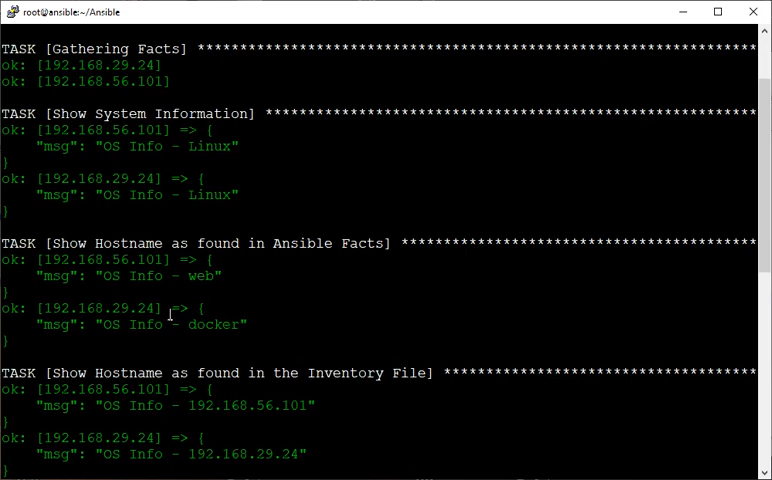 root@ansible:~/Ansible
TASK [Gathering Facts] ******************************************************************
ok: [192.168.29.24]
ok: [192.168.56.101]
TASK [Show System Information] **********************************************************
ok: [192.168.56.101] => {
    "msg": "OS Info - Linux"
}
ok: [192.168.29.24] => {
    "msg": "OS Info - Linux"
}
TASK [Show Hostname as found in Ansible Facts] ******************************************
ok: [192.168.56.101] => {
    "msg": "OS Info - web"
}
ok: [192.168.29.24] => {
    "msg": "OS Info - docker"
}
TASK [Show Hostname as found in the Inventory File] *************************************
ok: [192.168.56.101] => {
    "msg": "OS Info - 192.168.56.101"
}
ok: [192.168.29.24] => {
    "msg": "OS Info - 192.168.29.24"
}